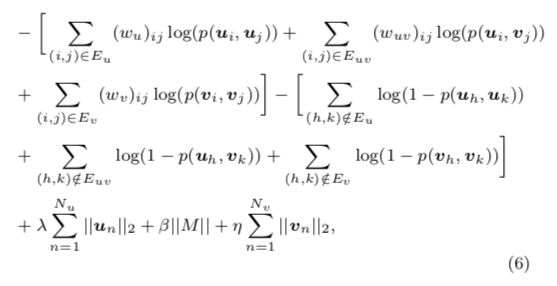 − [ ∑_{(i,j)∈E_u} (w_u)_{ij} log(p(𝒖_i, 𝒖_j)) + ∑_{(i,j)∈E_{uv}} (w_{uv})_{ij} log(p(𝒖_i, 𝒗_j))
+ ∑_{(i,j)∈E_v} (w_v)_{ij} log(p(𝒗_i, 𝒗_j)) ] − [ ∑_{(h,k)∉E_u} log(1 − p(𝒖_h, 𝒖_k))
+ ∑_{(h,k)∉E_{uv}} log(1 − p(𝒖_h, 𝒗_k)) + ∑_{(h,k)∉E_v} log(1 − p(𝒗_h, 𝒗_k)) ]
+ λ ∑_{n=1}^{N_u} ||𝒖_n||_2 + β||M|| + η ∑_{n=1}^{N_v} ||𝒗_n||_2,
(6)